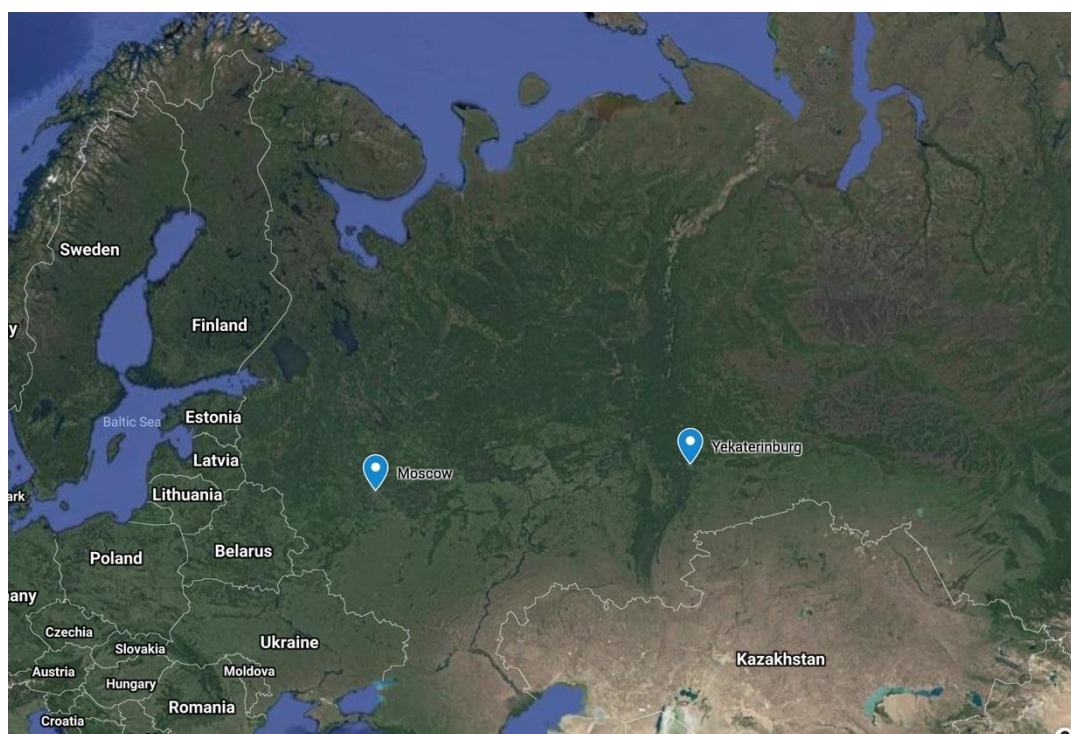 Sweden
Finland
y
Baltic Sea
Estonia
Latvia
Moscow
Yekaterinburg
ark
Lithuania
Belarus
Poland
any
Czechia
Slovakia
Ukraine
Kazakhstan
Austria
Hungary
Moldova
Romania
Croatia